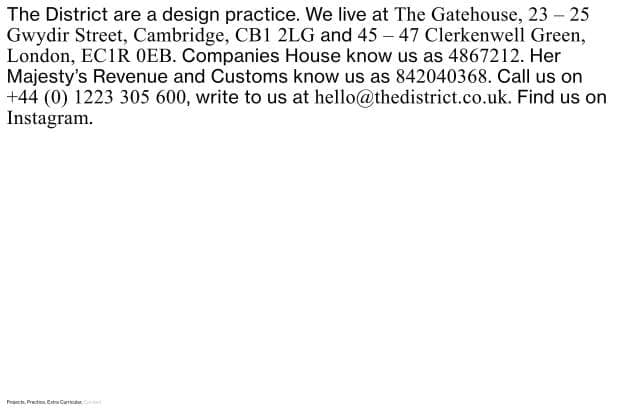 The District are a design practice. We live at The Gatehouse, 23 – 25
Gwydir Street, Cambridge, CB1 2LG and 45 – 47 Clerkenwell Green,
London, EC1R 0EB. Companies House know us as 4867212. Her
Majesty’s Revenue and Customs know us as 842040368. Call us on
+44 (0) 1223 305 600, write to us at hello@thedistrict.co.uk. Find us on
Instagram.
Projects, Practice, Extra Curricular, Contact